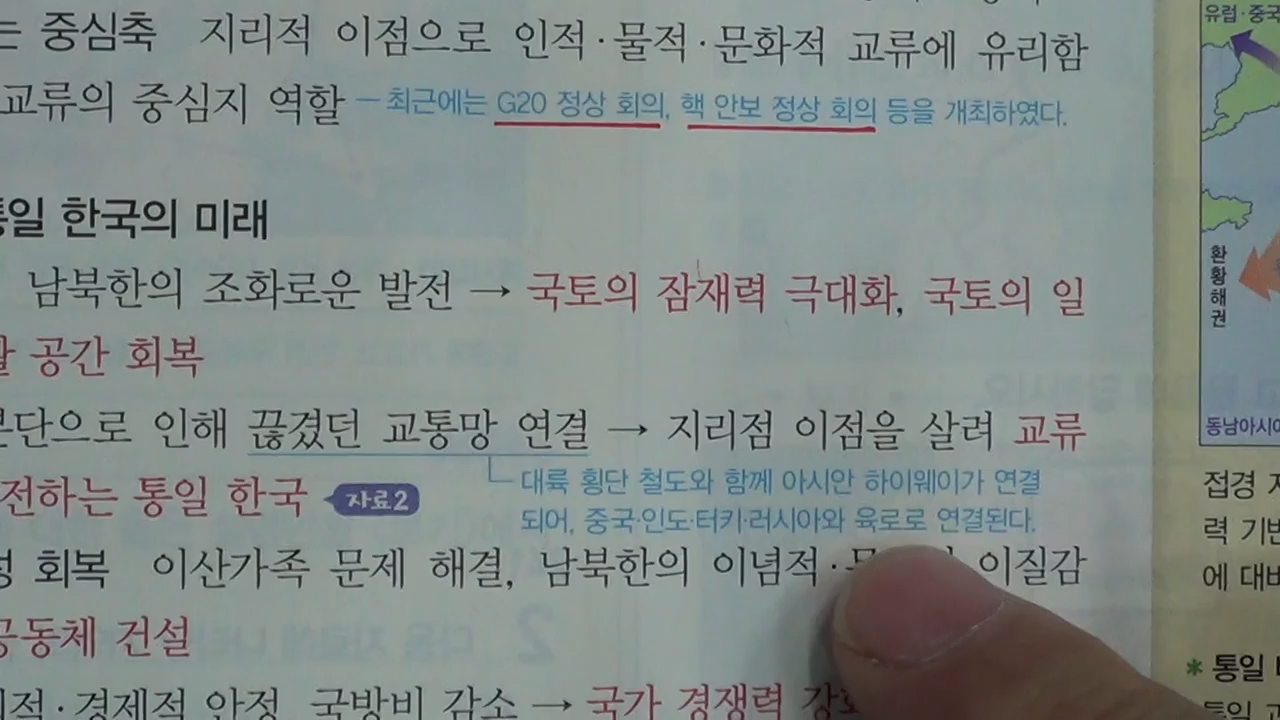 는 중심축 지리적 이점으로 인적·물적·문화적 교류에 유리함
교류의 중심지 역할 - 최근에는 G20 정상 회의, 핵 안보 정상 회의 등을 개최하였다.
통일 한국의 미래
남북한의 조화로운 발전 → 국토의 잠재력 극대화, 국토의 일
공간 회복
분단으로 인해 끊겼던 교통망 연결 → 지리점 이점을 살려 교류
대륙 횡단 철도와 함께 아시안 하이웨이가 연결
전하는 통일 한국 자료2
되어, 중국·인도·터키·러시아와 육로로 연결된다.
회복 이산가족 문제 해결, 남북한의 이념적· 이질감
공동체 건설
적·경제적 안정, 국방비 감소 → 국가 경쟁력
유럽·중국
환황해권
동남아시아
접경
력 기반
에 대비
* 통일
통일